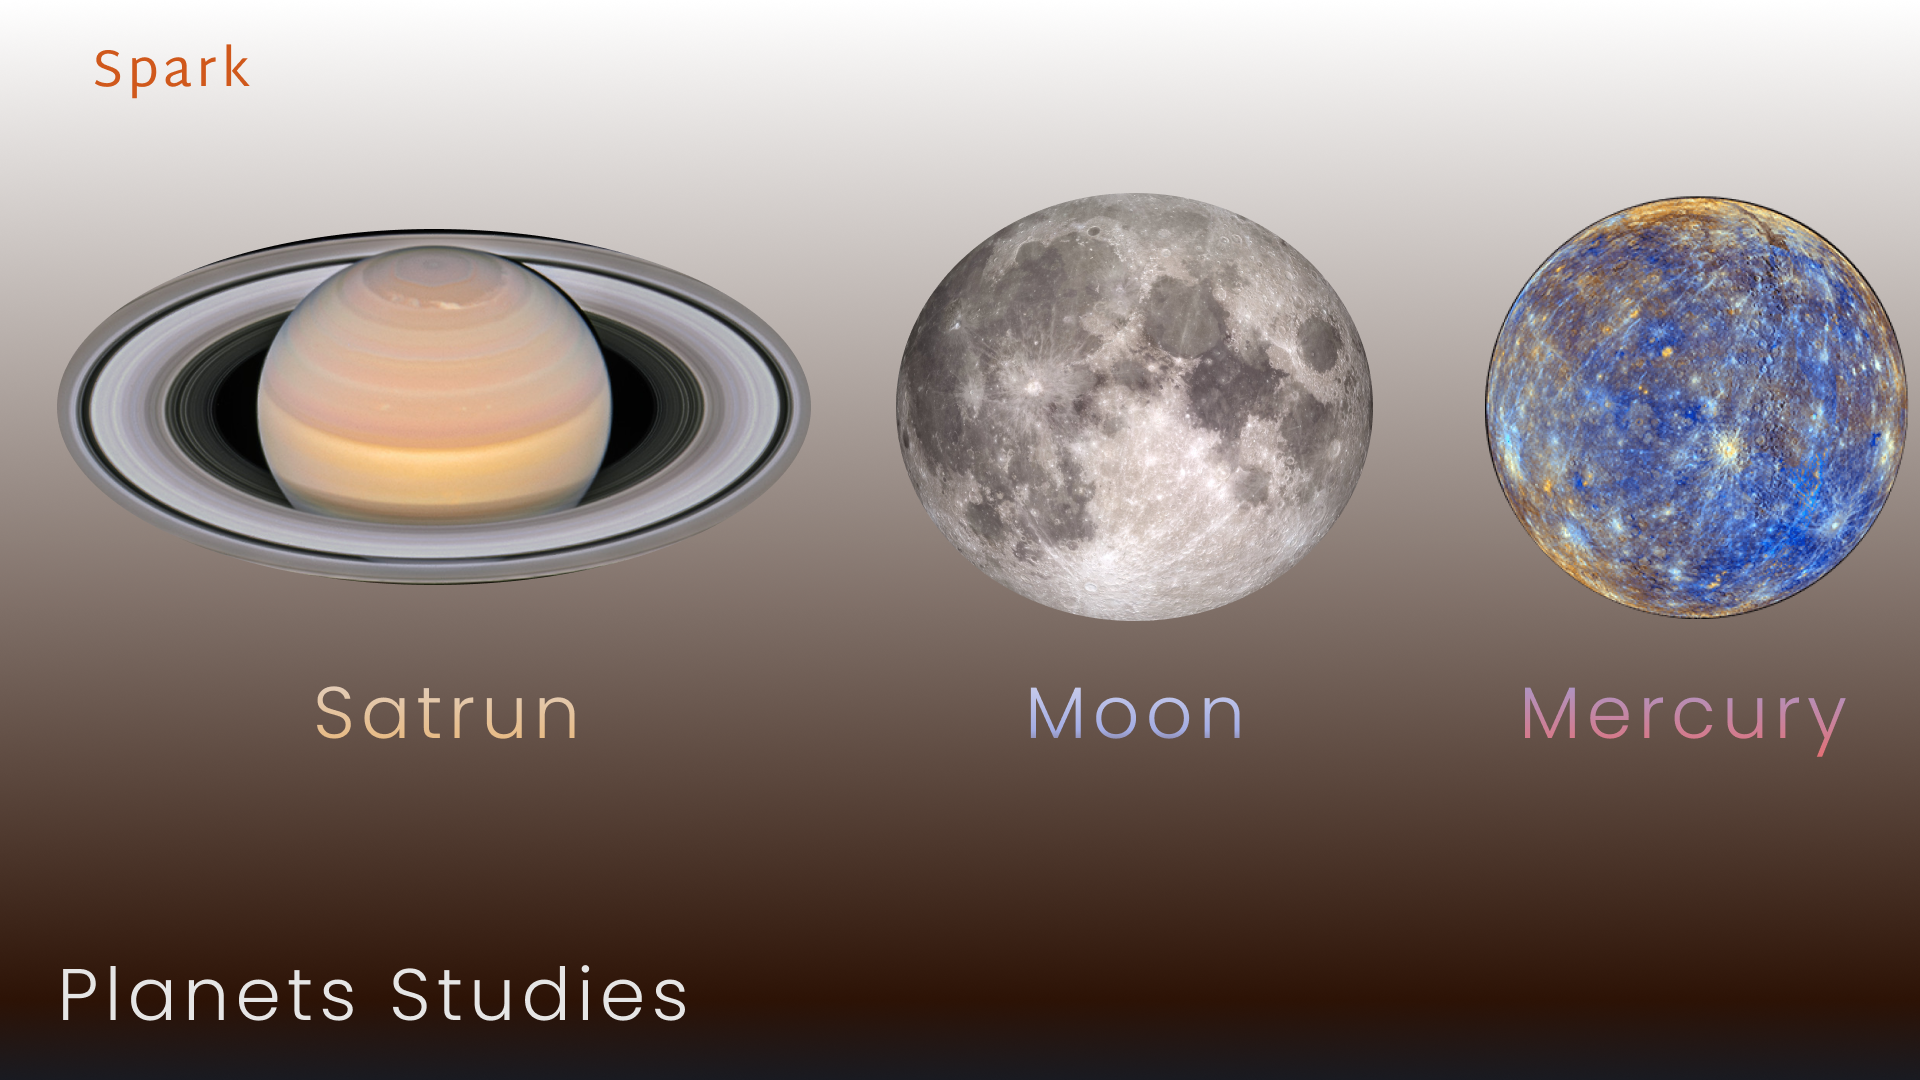 Spark
Satrun
Moon
Mercury
Planets Studies